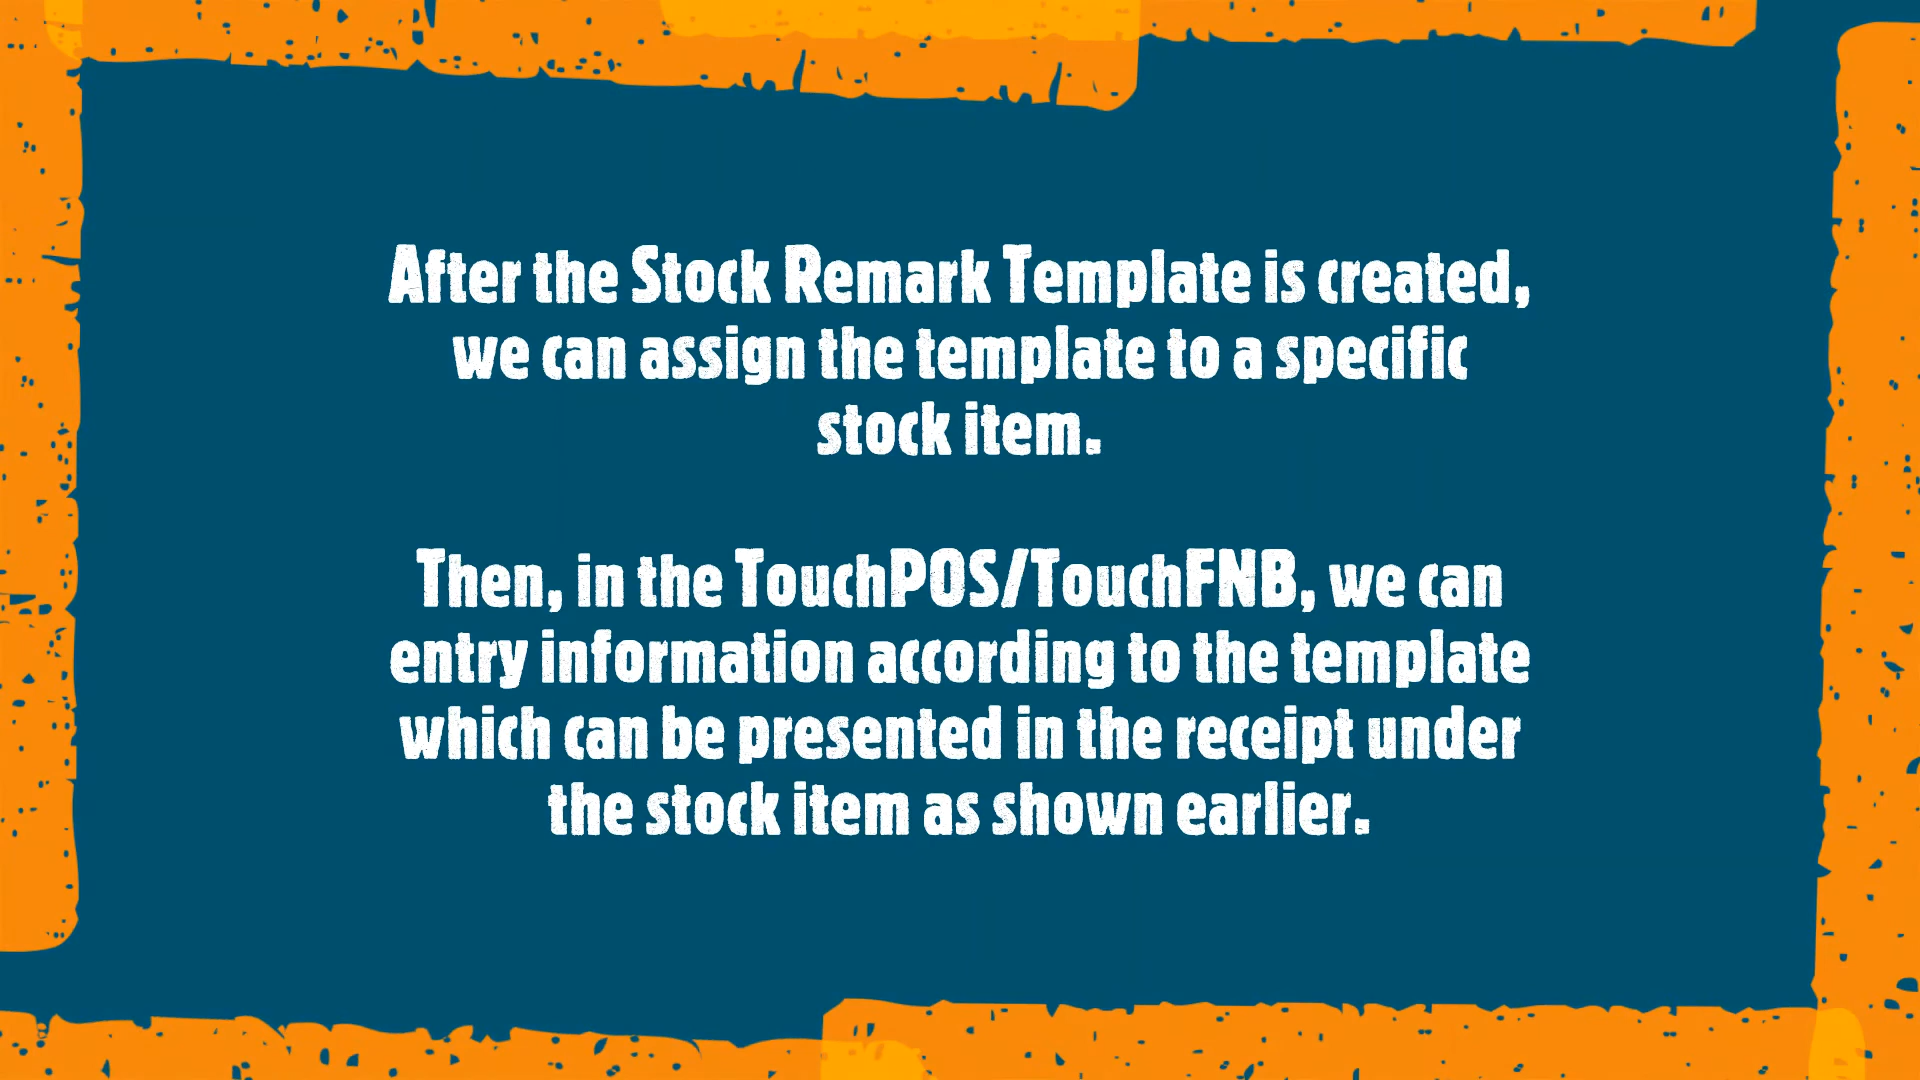 After the Stock Remark Template is created,
we can assign the template to a specific
stock item.
Then, in the TouchPOS/TouchFNB, we can
entry information according to the template
which can be presented in the receipt under
the stock item as shown earlier.